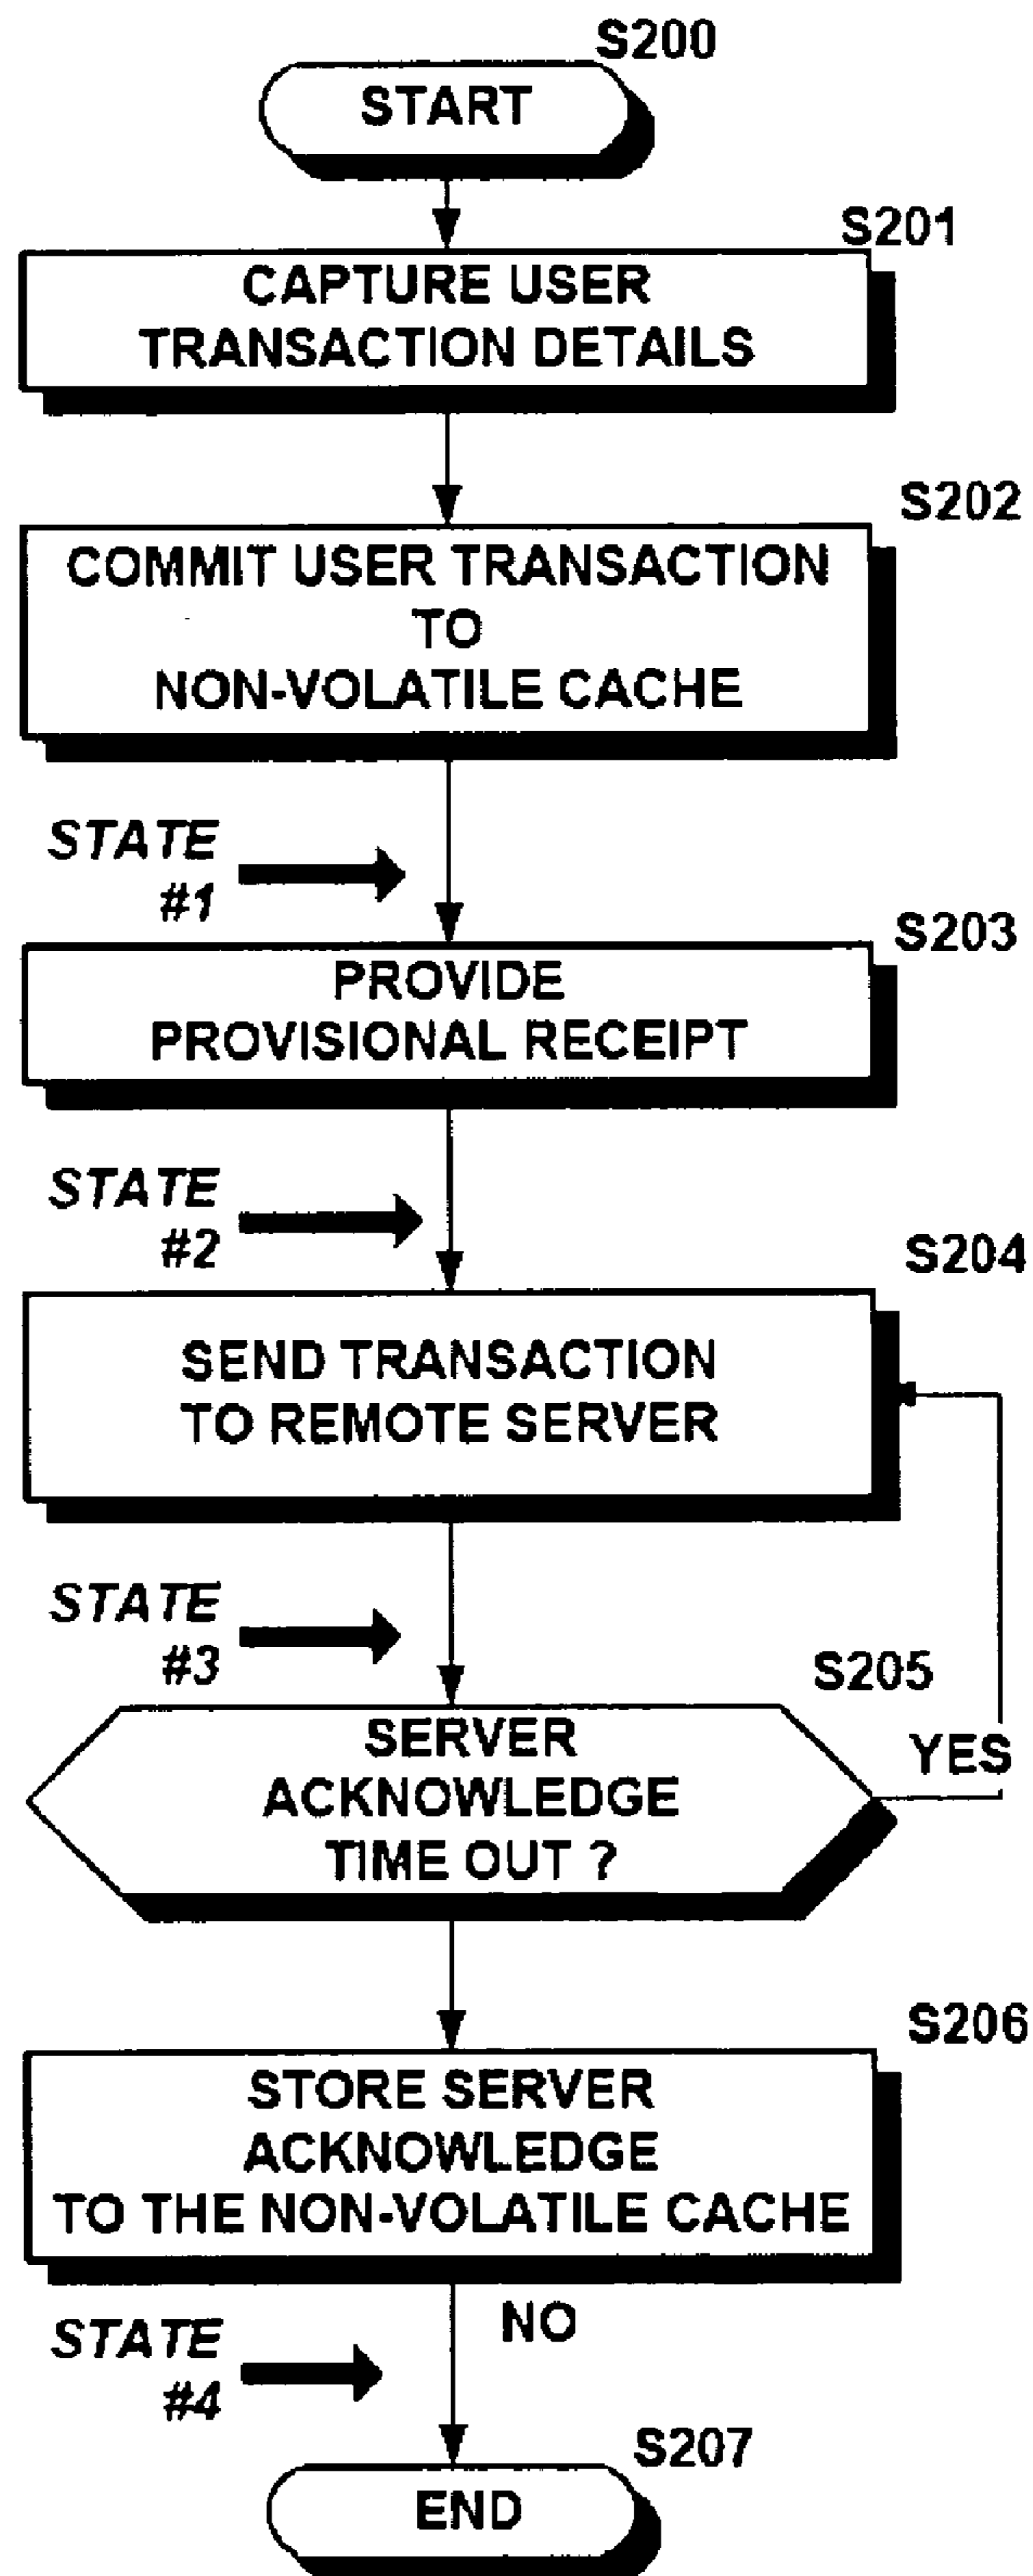 S200
START
S201
CAPTURE USER
TRANSACTION DETAILS
S202
COMMIT USER TRANSACTION
TO
NON-VOLATILE CACHE
STATE
#1
S203
PROVIDE
PROVISIONAL RECEIPT
STATE
#2
S204
SEND TRANSACTION
TO REMOTE SERVER
STATE
#3
S205
SERVER
ACKNOWLEDGE
TIME OUT ?
YES
S206
STORE SERVER
ACKNOWLEDGE
TO THE NON-VOLATILE CACHE
NO
STATE
#4
S207
END